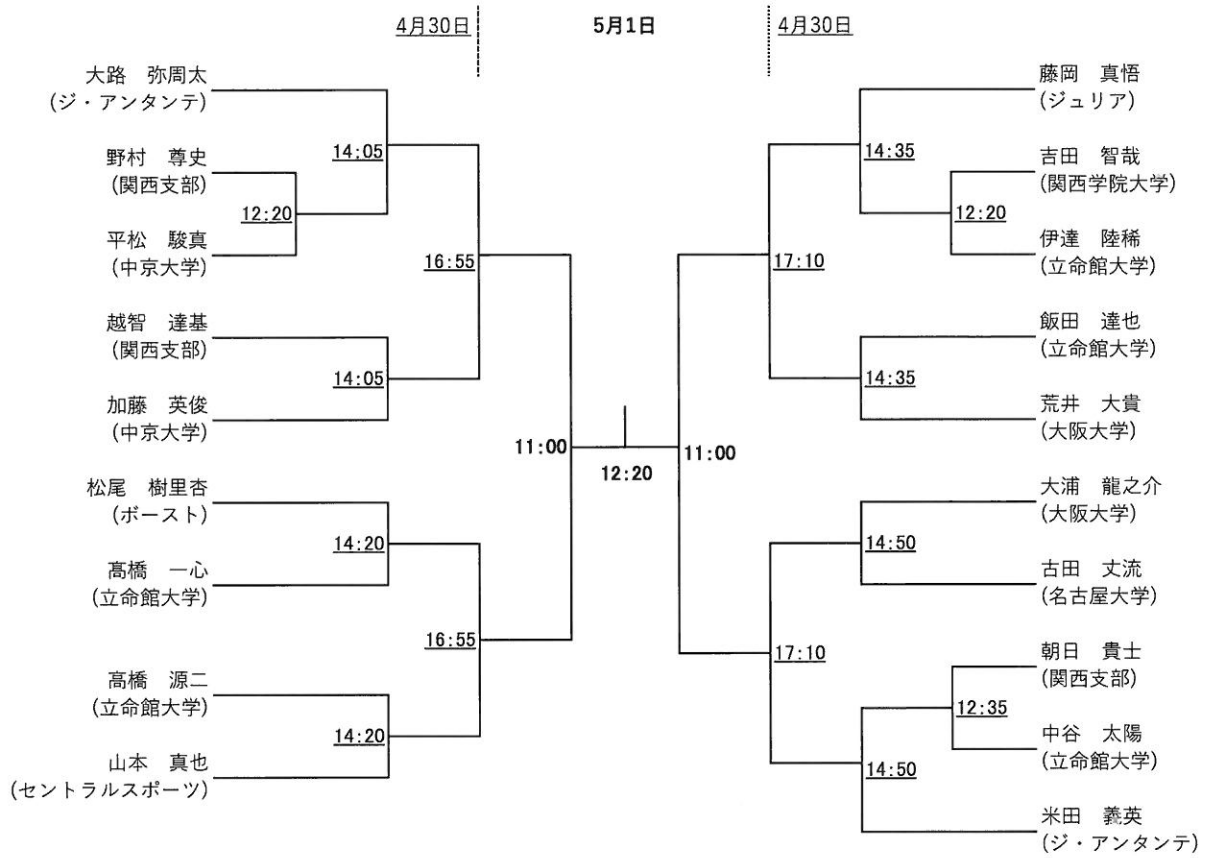 4月30日
5月1日
4月30日
大路　弥周太
(ジ・アンタンテ)
野村　尊史
(関西支部)
平松　駿真
(中京大学)
越智　達基
(関西支部)
加藤　英俊
(中京大学)
松尾　樹里杏
(ボースト)
髙橋　一心
(立命館大学)
高橋　源二
(立命館大学)
山本　真也
(セントラルスポーツ)
14:05
12:20
16:55
14:05
14:20
16:55
14:20
11:00
12:20
11:00
藤岡　真悟
(ジュリア)
吉田　智哉
(関西学院大学)
伊達　陸稀
(立命館大学)
飯田　達也
(立命館大学)
荒井　大貴
(大阪大学)
大浦　龍之介
(大阪大学)
古田　丈流
(名古屋大学)
朝日　貴士
(関西支部)
中谷　太陽
(立命館大学)
米田　義英
(ジ・アンタンテ)
14:35
12:20
17:10
14:35
14:50
17:10
12:35
14:50